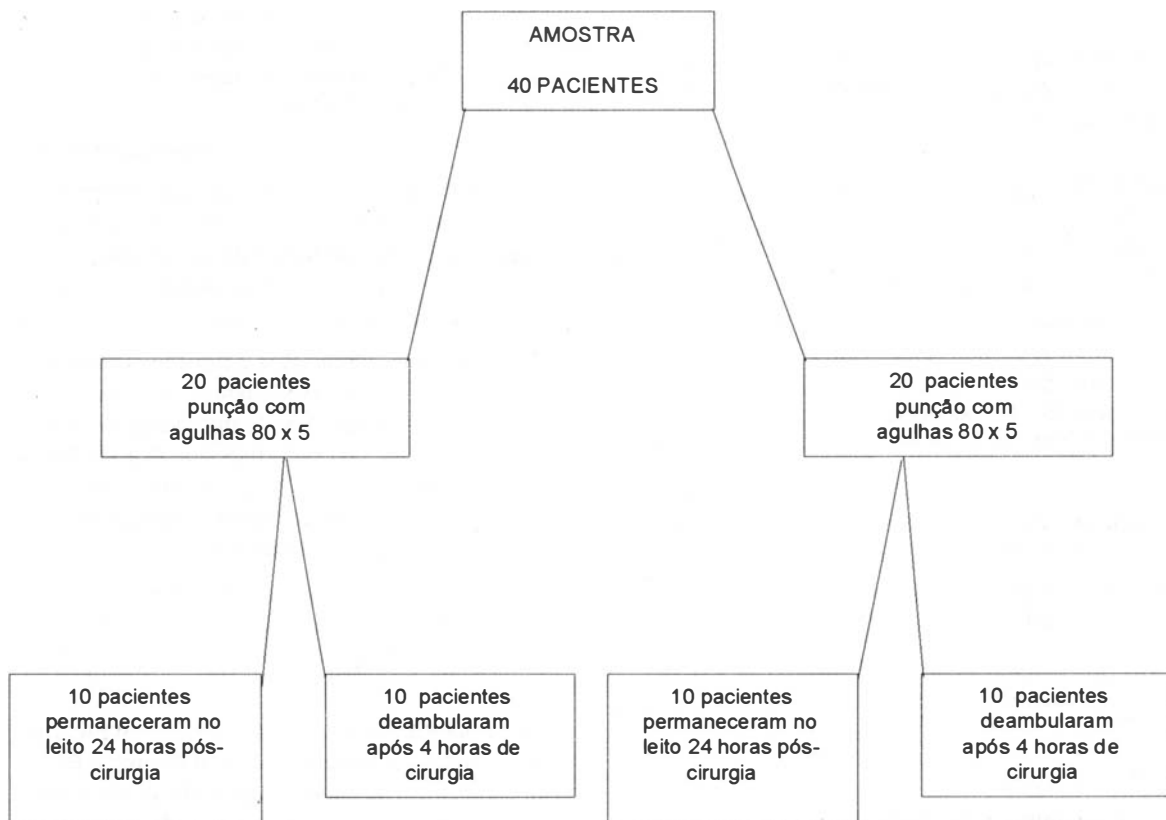 AMOSTRA
40 PACIENTES
20 pacientes
punção com
agulhas 80 x 5
20 pacientes
punção com
agulhas 80 x 5
10 pacientes
permaneceram no
leito 24 horas pós-
cirurgia
10 pacientes
deambularam
após 4 horas de
cirurgia
10 pacientes
permaneceram no
leito 24 horas pós-
cirurgia
10 pacientes
deambularam
após 4 horas de
cirurgia